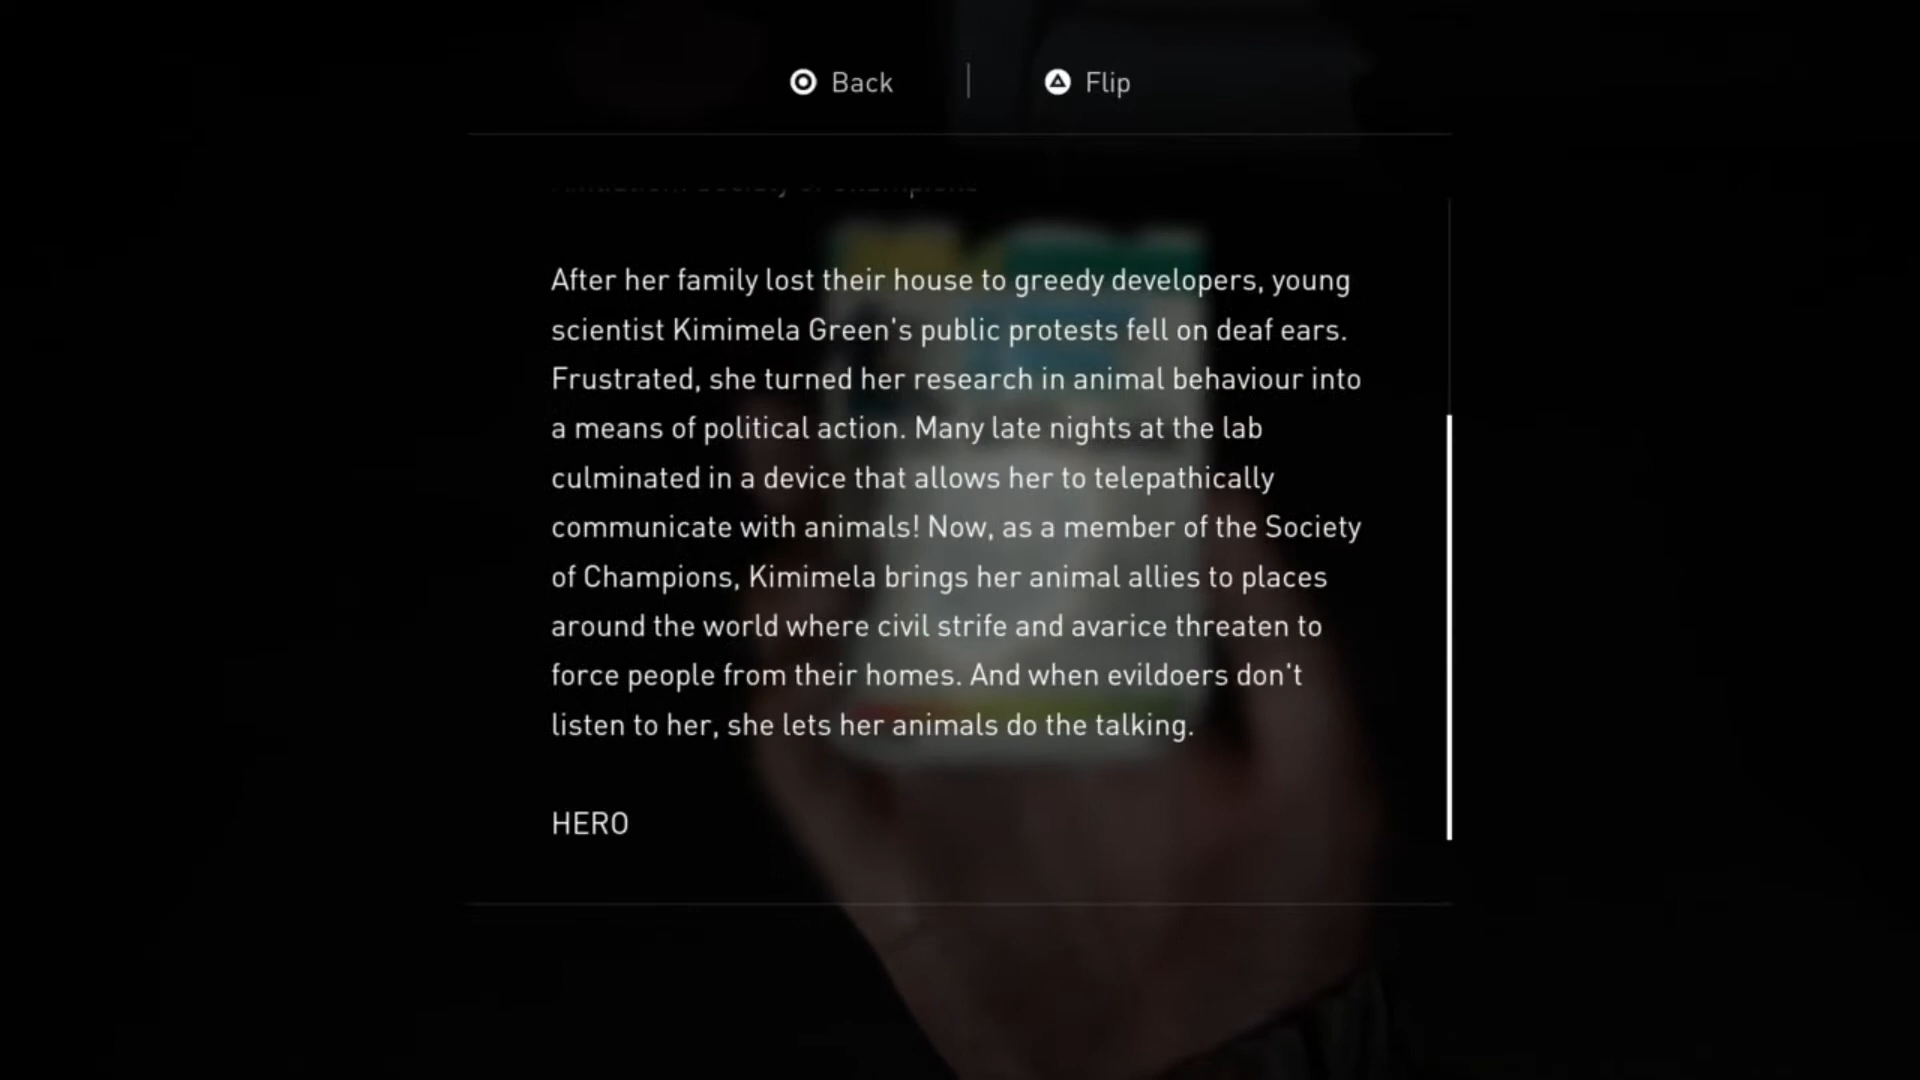 Back
Flip
After her family lost their house to greedy developers, young
scientist Kimimela Green's public protests fell on deaf ears.
Frustrated, she turned her research in animal behaviour into
a means of political action. Many late nights at the lab
culminated in a device that allows her to telepathically
communicate with animals! Now, as a member of the Society
of Champions, Kimimela brings her animal allies to places
around the world where civil strife and avarice threaten to
force people from their homes. And when evildoers don't
listen to her, she lets her animals do the talking.
HERO